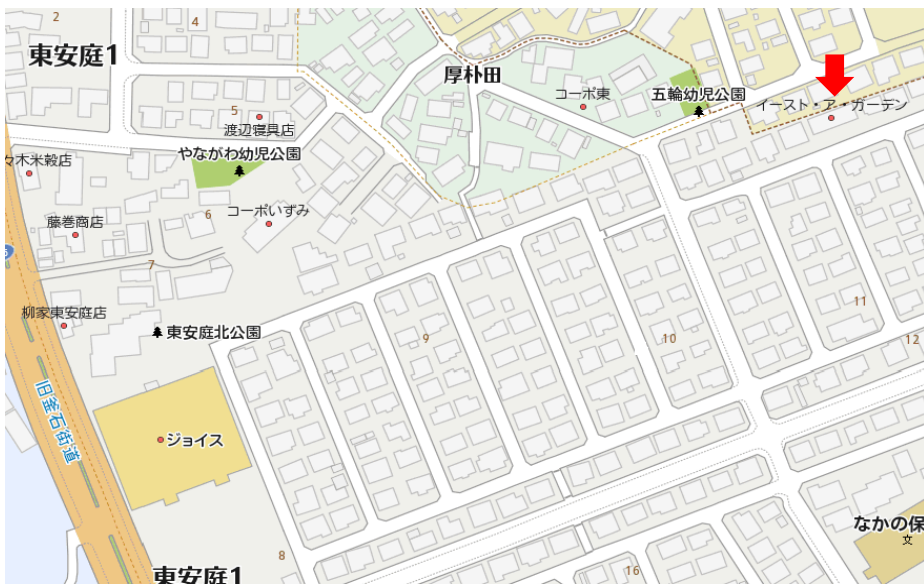 2
4
東安庭1
厚朴田
コーポ東
五輪幼児公園
イースト・ア・ガーデン
5
渡辺寝具店
やながわ幼児公園
々木米穀店
6
コーポいずみ
藤巻商店
7
柳家東安庭店
東安庭北公園
9
10
11
12
旧釜石街道
ジョイス
なかの保
文
8
16
東安庭1